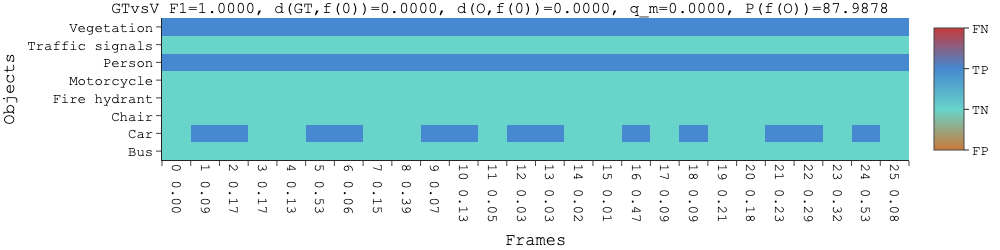 GTvsV F1=1.0000, d(GT,f(0))=0.0000, d(O,f(0))=0.0000, q_m=0.0000, P(f(O))=87.9878
Objects
Vegetation
Traffic signals
Person
Motorcycle
Fire hydrant
Chair
Car
Bus
0 0.00
1 0.09
2 0.17
3 0.17
4 0.31
5 0.06
6 0.06
7 0.15
8 0.39
9 0.07
10 0.13
11 0.05
12 0.03
13 0.03
14 0.02
15 0.01
16 0.47
17 0.09
18 0.09
19 0.21
20 0.18
21 0.23
22 0.29
23 0.32
24 0.53
25 0.08
Frames
FN
TP
TN
FP